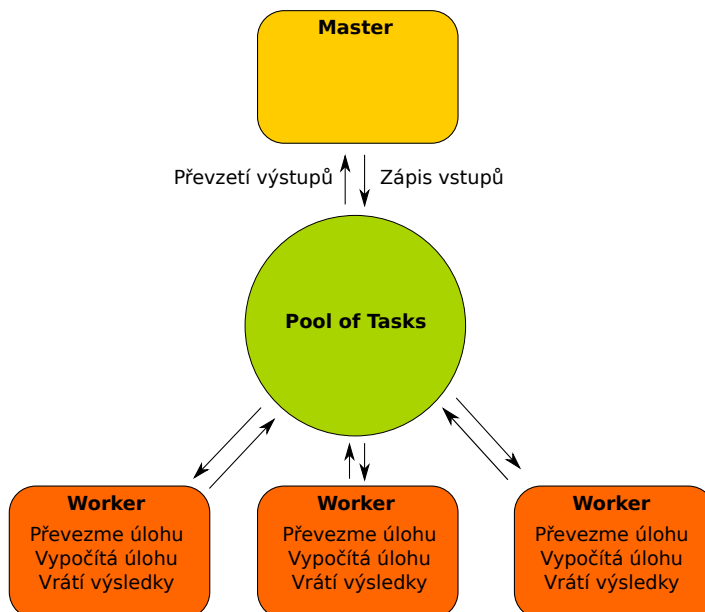 Master
Převzetí výstupů
Zápis vstupů
Pool of Tasks
Worker
Převezme úlohu
Vypočítá úlohu
Vrátí výsledky
Worker
Převezme úlohu
Vypočítá úlohu
Vrátí výsledky
Worker
Převezme úlohu
Vypočítá úlohu
Vrátí výsledky